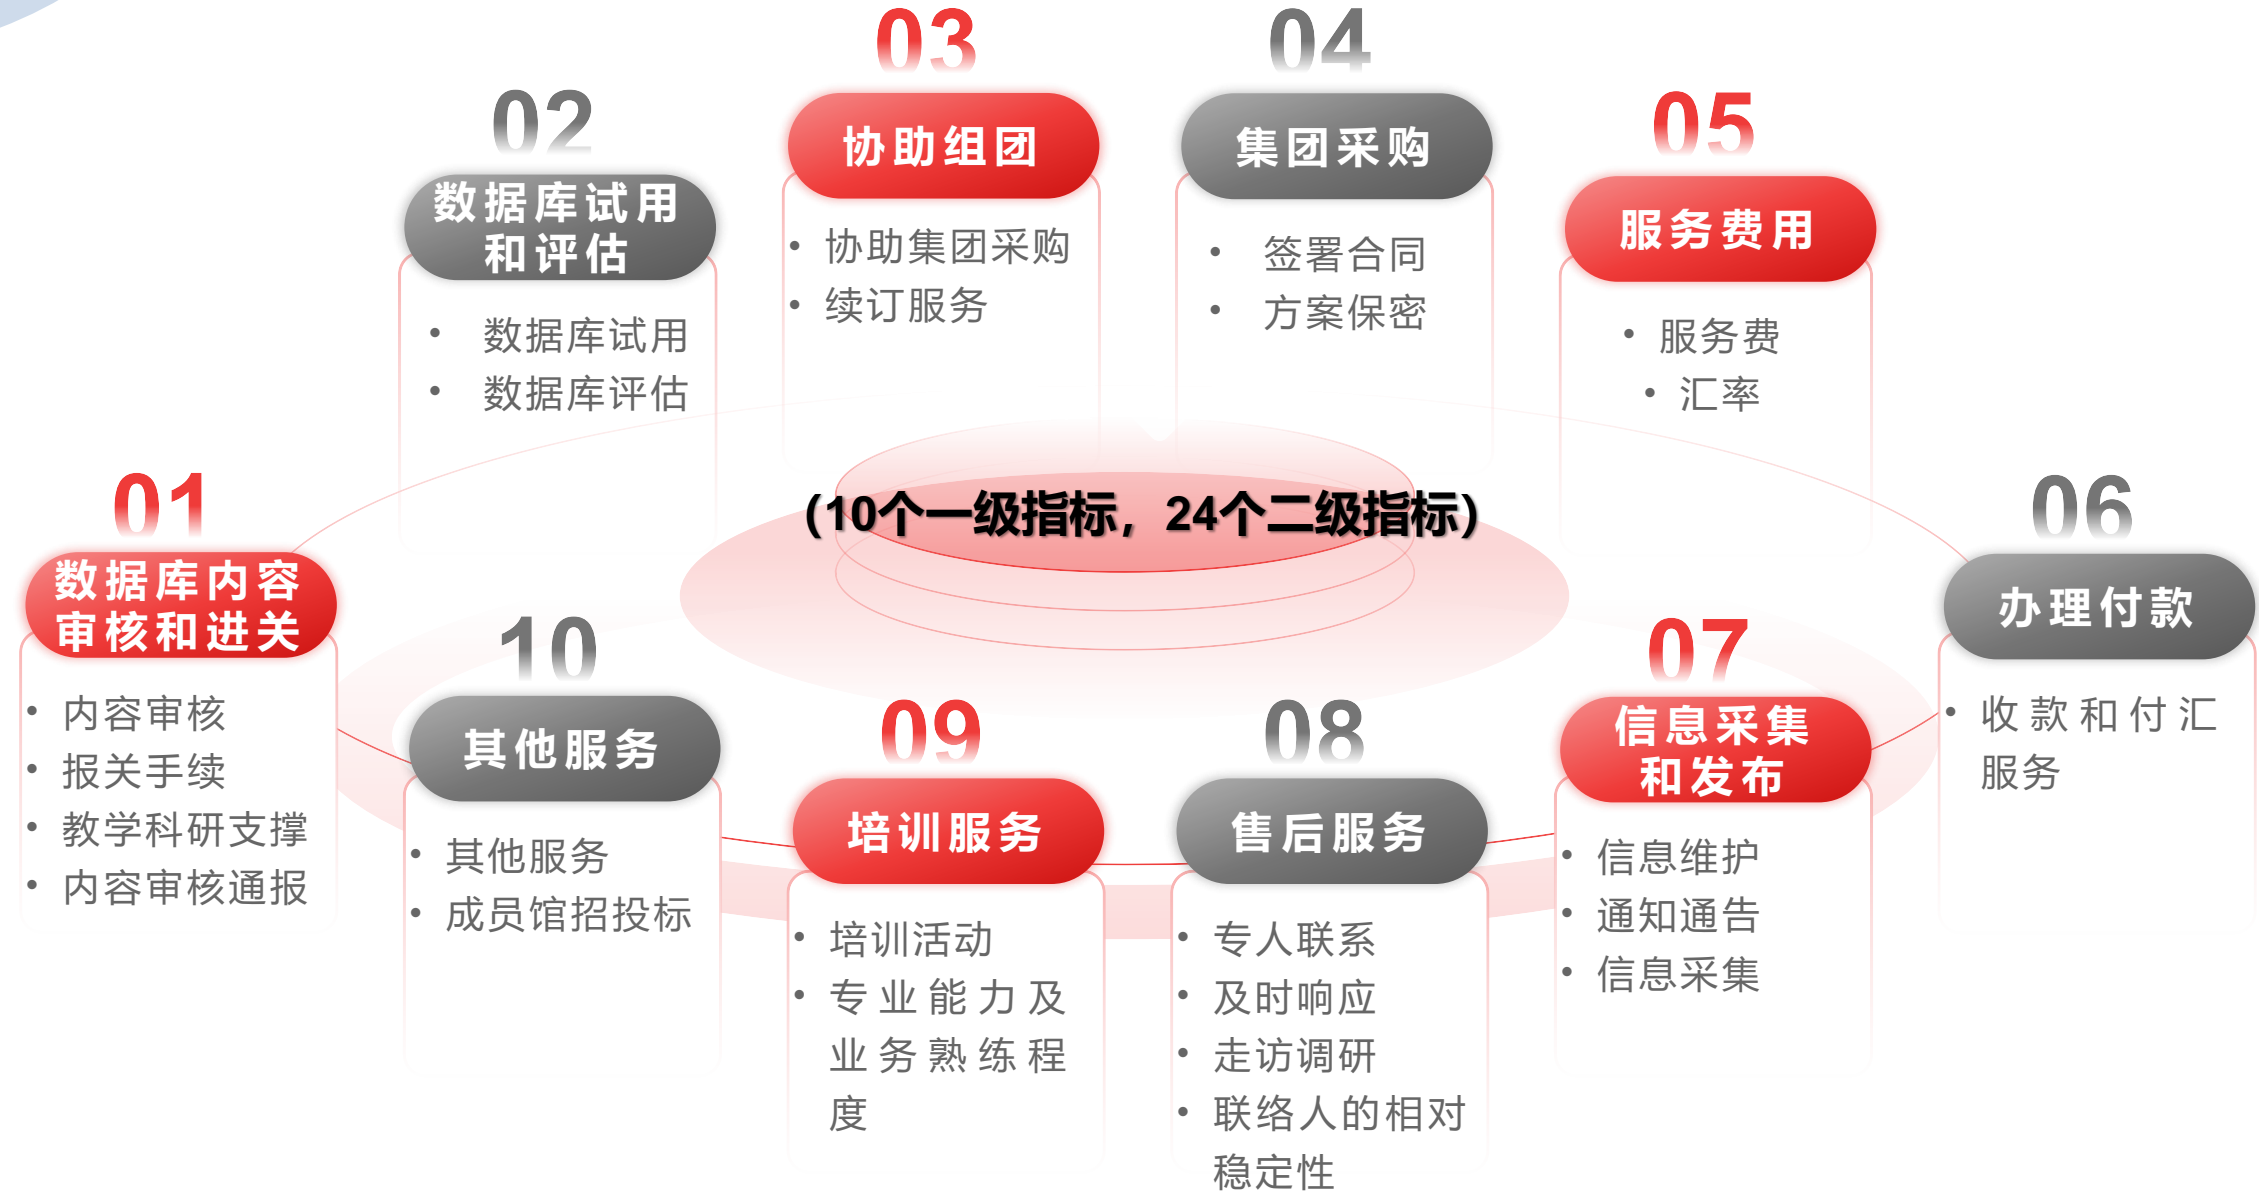 01
数据库内容
审核和进关
• 内容审核
• 报关手续
• 教学科研支撑
• 内容审核通报
02
数据库试用
和评估
• 数据库试用
• 数据库评估
03
协助组团
• 协助集团采购
• 续订服务
04
集团采购
• 签署合同
• 方案保密
05
服务费用
• 服务费
• 汇率
（10个一级指标，24个二级指标）
06
办理付款
• 收款和付汇
服务
07
信息采集
和发布
• 信息维护
• 通知通告
• 信息采集
08
售后服务
• 专人联系
• 及时响应
• 走访调研
• 联络人的相对
稳定性
09
培训服务
• 培训活动
• 专业能力及
业务熟练程
度
10
其他服务
• 其他服务
• 成员馆招投标